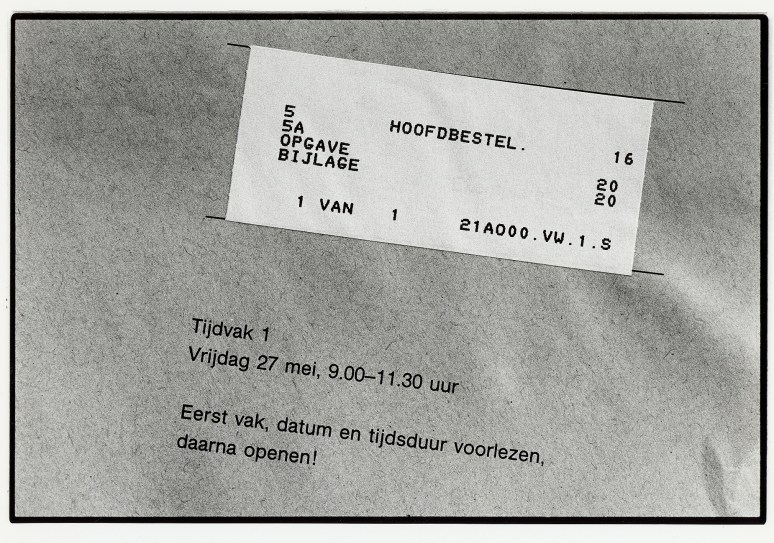 5 HOOFDBESTEL. 16
5A
OPGAVE 20
BIJLAGE 20
1 VAN 1 21A000.VW.1.S
Tijdvak 1
Vrijdag 27 mei, 9.00–11.30 uur
Eerst vak, datum en tijdsduur voorlezen,
daarna openen!